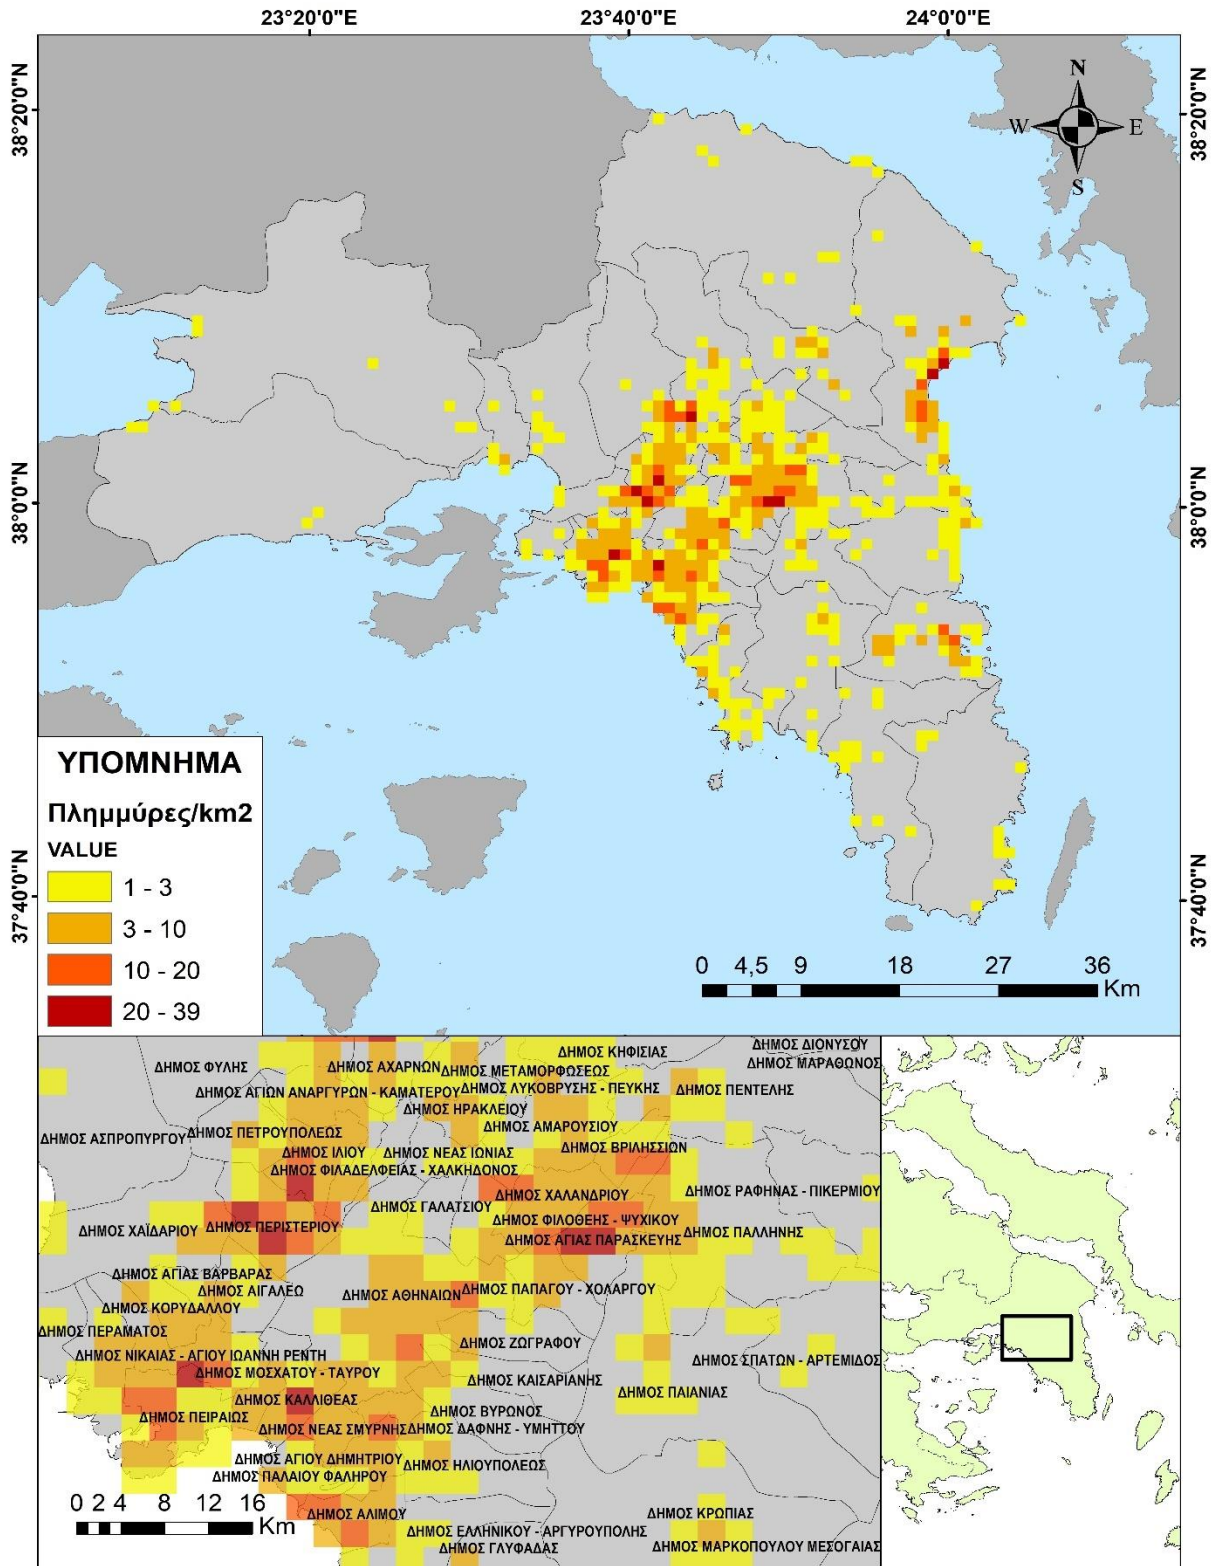 23°20'0"E 23°40'0"E 24°0'0"E
38°20'0"N
38°20'0"N
N
W E
S
38°0'0"N
38°0'0"N
37°40'0"N
37°40'0"N
ΥΠΟΜΝΗΜΑ
Πλημμύρες/km2
VALUE
1 - 3
3 - 10
10 - 20
20 - 39
0 4,5 9 18 27 36
Km
ΔΗΜΟΣ ΔΙΟΝΥΣΟΥ
ΔΗΜΟΣ ΚΗΦΙΣΙΑΣ
ΔΗΜΟΣ ΜΑΡΑΘΩΝΟΣ
ΔΗΜΟΣ ΦΥΛΗΣ
ΔΗΜΟΣ ΑΧΑΡΝΩΝ
ΔΗΜΟΣ ΜΕΤΑΜΟΡΦΩΣΕΩΣ
ΔΗΜΟΣ ΑΓΙΩΝ ΑΝΑΡΓΥΡΩΝ - ΚΑΜΑΤΕΡΟΥ
ΔΗΜΟΣ ΛΥΚΟΒΡΥΣΗΣ - ΠΕΥΚΗΣ
ΔΗΜΟΣ ΠΕΝΤΕΛΗΣ
ΔΗΜΟΣ ΗΡΑΚΛΕΙΟΥ
ΔΗΜΟΣ ΑΜΑΡΟΥΣΙΟΥ
ΔΗΜΟΣ ΑΣΠΡΟΠΥΡΓΟΥ
ΔΗΜΟΣ ΠΕΤΡΟΥΠΟΛΕΩΣ
ΔΗΜΟΣ ΒΡΙΛΗΣΣΙΩΝ
ΔΗΜΟΣ ΙΛΙΟΥ
ΔΗΜΟΣ ΝΕΑΣ ΙΩΝΙΑΣ
ΔΗΜΟΣ ΦΙΛΑΔΕΛΦΕΙΑΣ - ΧΑΛΚΗΔΟΝΟΣ
ΔΗΜΟΣ ΡΑΦΗΝΑΣ - ΠΙΚΕΡΜΙΟΥ
ΔΗΜΟΣ ΧΑΛΑΝΔΡΙΟΥ
ΔΗΜΟΣ ΓΑΛΑΤΣΙΟΥ
ΔΗΜΟΣ ΦΙΛΟΘΕΗΣ - ΨΥΧΙΚΟΥ
ΔΗΜΟΣ ΧΑΪΔΑΡΙΟΥ
ΔΗΜΟΣ ΠΕΡΙΣΤΕΡΙΟΥ
ΔΗΜΟΣ ΠΑΛΛΗΝΗΣ
ΔΗΜΟΣ ΑΓΙΑΣ ΠΑΡΑΣΚΕΥΗΣ
ΔΗΜΟΣ ΑΓΙΑΣ ΒΑΡΒΑΡΑΣ
ΔΗΜΟΣ ΑΙΓΑΛΕΩ
ΔΗΜΟΣ ΑΘΗΝΑΙΩΝ
ΔΗΜΟΣ ΠΑΠΑΓΟΥ - ΧΟΛΑΡΓΟΥ
ΔΗΜΟΣ ΚΟΡΥΔΑΛΛΟΥ
ΔΗΜΟΣ ΠΕΡΑΜΑΤΟΣ
ΔΗΜΟΣ ΖΩΓΡΑΦΟΥ
ΔΗΜΟΣ ΝΙΚΑΙΑΣ - ΑΓΙΟΥ ΙΩΑΝΝΗ ΡΕΝΤΗ
ΔΗΜΟΣ ΣΠΑΤΩΝ - ΑΡΤΕΜΙΔΟΣ
ΔΗΜΟΣ ΜΟΣΧΑΤΟΥ - ΤΑΥΡΟΥ
ΔΗΜΟΣ ΚΑΙΣΑΡΙΑΝΗΣ
ΔΗΜΟΣ ΠΑΙΑΝΙΑΣ
ΔΗΜΟΣ ΚΑΛΛΙΘΕΑΣ
ΔΗΜΟΣ ΒΥΡΩΝΟΣ
ΔΗΜΟΣ ΠΕΙΡΑΙΩΣ
ΔΗΜΟΣ ΝΕΑΣ ΣΜΥΡΝΗΣ
ΔΗΜΟΣ ΔΑΦΝΗΣ - ΥΜΗΤΤΟΥ
ΔΗΜΟΣ ΑΓΙΟΥ ΔΗΜΗΤΡΙΟΥ
ΔΗΜΟΣ ΗΛΙΟΥΠΟΛΕΩΣ
ΔΗΜΟΣ ΠΑΛΑΙΟΥ ΦΑΛΗΡΟΥ
0 2 4 8 12 16
Km
ΔΗΜΟΣ ΑΛΙΜΟΥ
ΔΗΜΟΣ ΚΡΩΠΙΑΣ
ΔΗΜΟΣ ΕΛΛΗΝΙΚΟΥ - ΑΡΓΥΡΟΥΠΟΛΗΣ
ΔΗΜΟΣ ΓΛΥΦΑΔΑΣ
ΔΗΜΟΣ ΜΑΡΚΟΠΟΥΛΟΥ ΜΕΣΟΓΑΙΑΣ